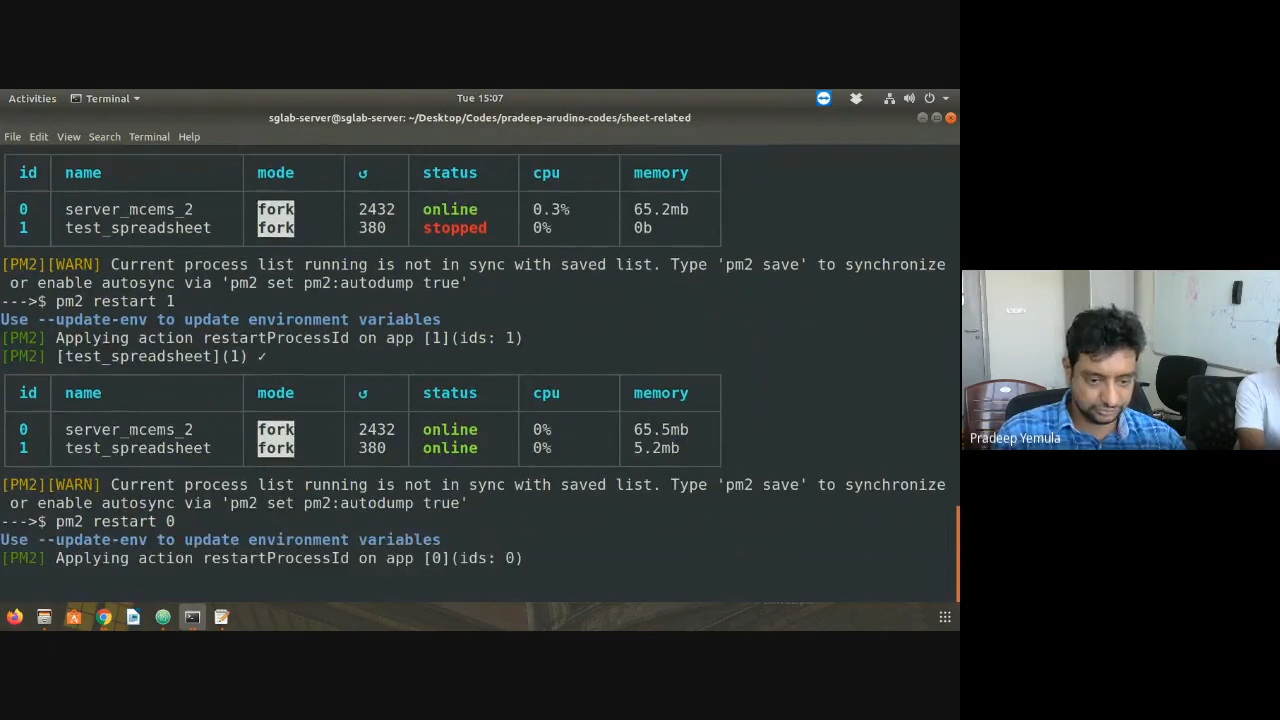 Activities Terminal Tue 15:07
sglab-server@sglab-server: ~/Desktop/Codes/pradeep-arudino-codes/sheet-related
File Edit View Search Terminal Help
id name mode ↺ status cpu memory
0 server_mcems_2 fork 2432 online 0.3% 65.2mb
1 test_spreadsheet fork 380 stopped 0% 0b
[PM2][WARN] Current process list running is not in sync with saved list. Type 'pm2 save' to synchronize
or enable autosync via 'pm2 set pm2:autodump true'
--->$ pm2 restart 1
Use --update-env to update environment variables
[PM2] Applying action restartProcessId on app [1](ids: 1)
[PM2] [test_spreadsheet](1) ✓
id name mode ↺ status cpu memory
0 server_mcems_2 fork 2432 online 0% 65.5mb
1 test_spreadsheet fork 380 online 0% 5.2mb
[PM2][WARN] Current process list running is not in sync with saved list. Type 'pm2 save' to synchronize
or enable autosync via 'pm2 set pm2:autodump true'
--->$ pm2 restart 0
Use --update-env to update environment variables
[PM2] Applying action restartProcessId on app [0](ids: 0)
Pradeep Yemula